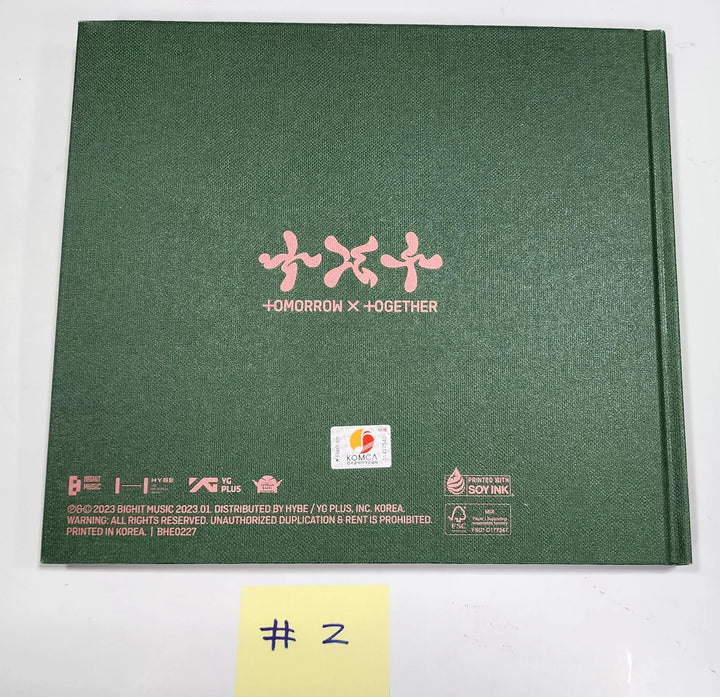 TOMORROW X TOGETHER
KOMCA
BIGHIT MUSIC
HYBE
YG PLUS
PRINTED WITH SOY INK
℗&© 2023 BIGHIT MUSIC 2023.01. DISTRIBUTED BY HYBE / YG PLUS, INC. KOREA.
WARNING: ALL RIGHTS RESERVED. UNAUTHORIZED DUPLICATION & RENT IS PROHIBITED.
PRINTED IN KOREA. | BHE0227
FSC
MIX
# 2